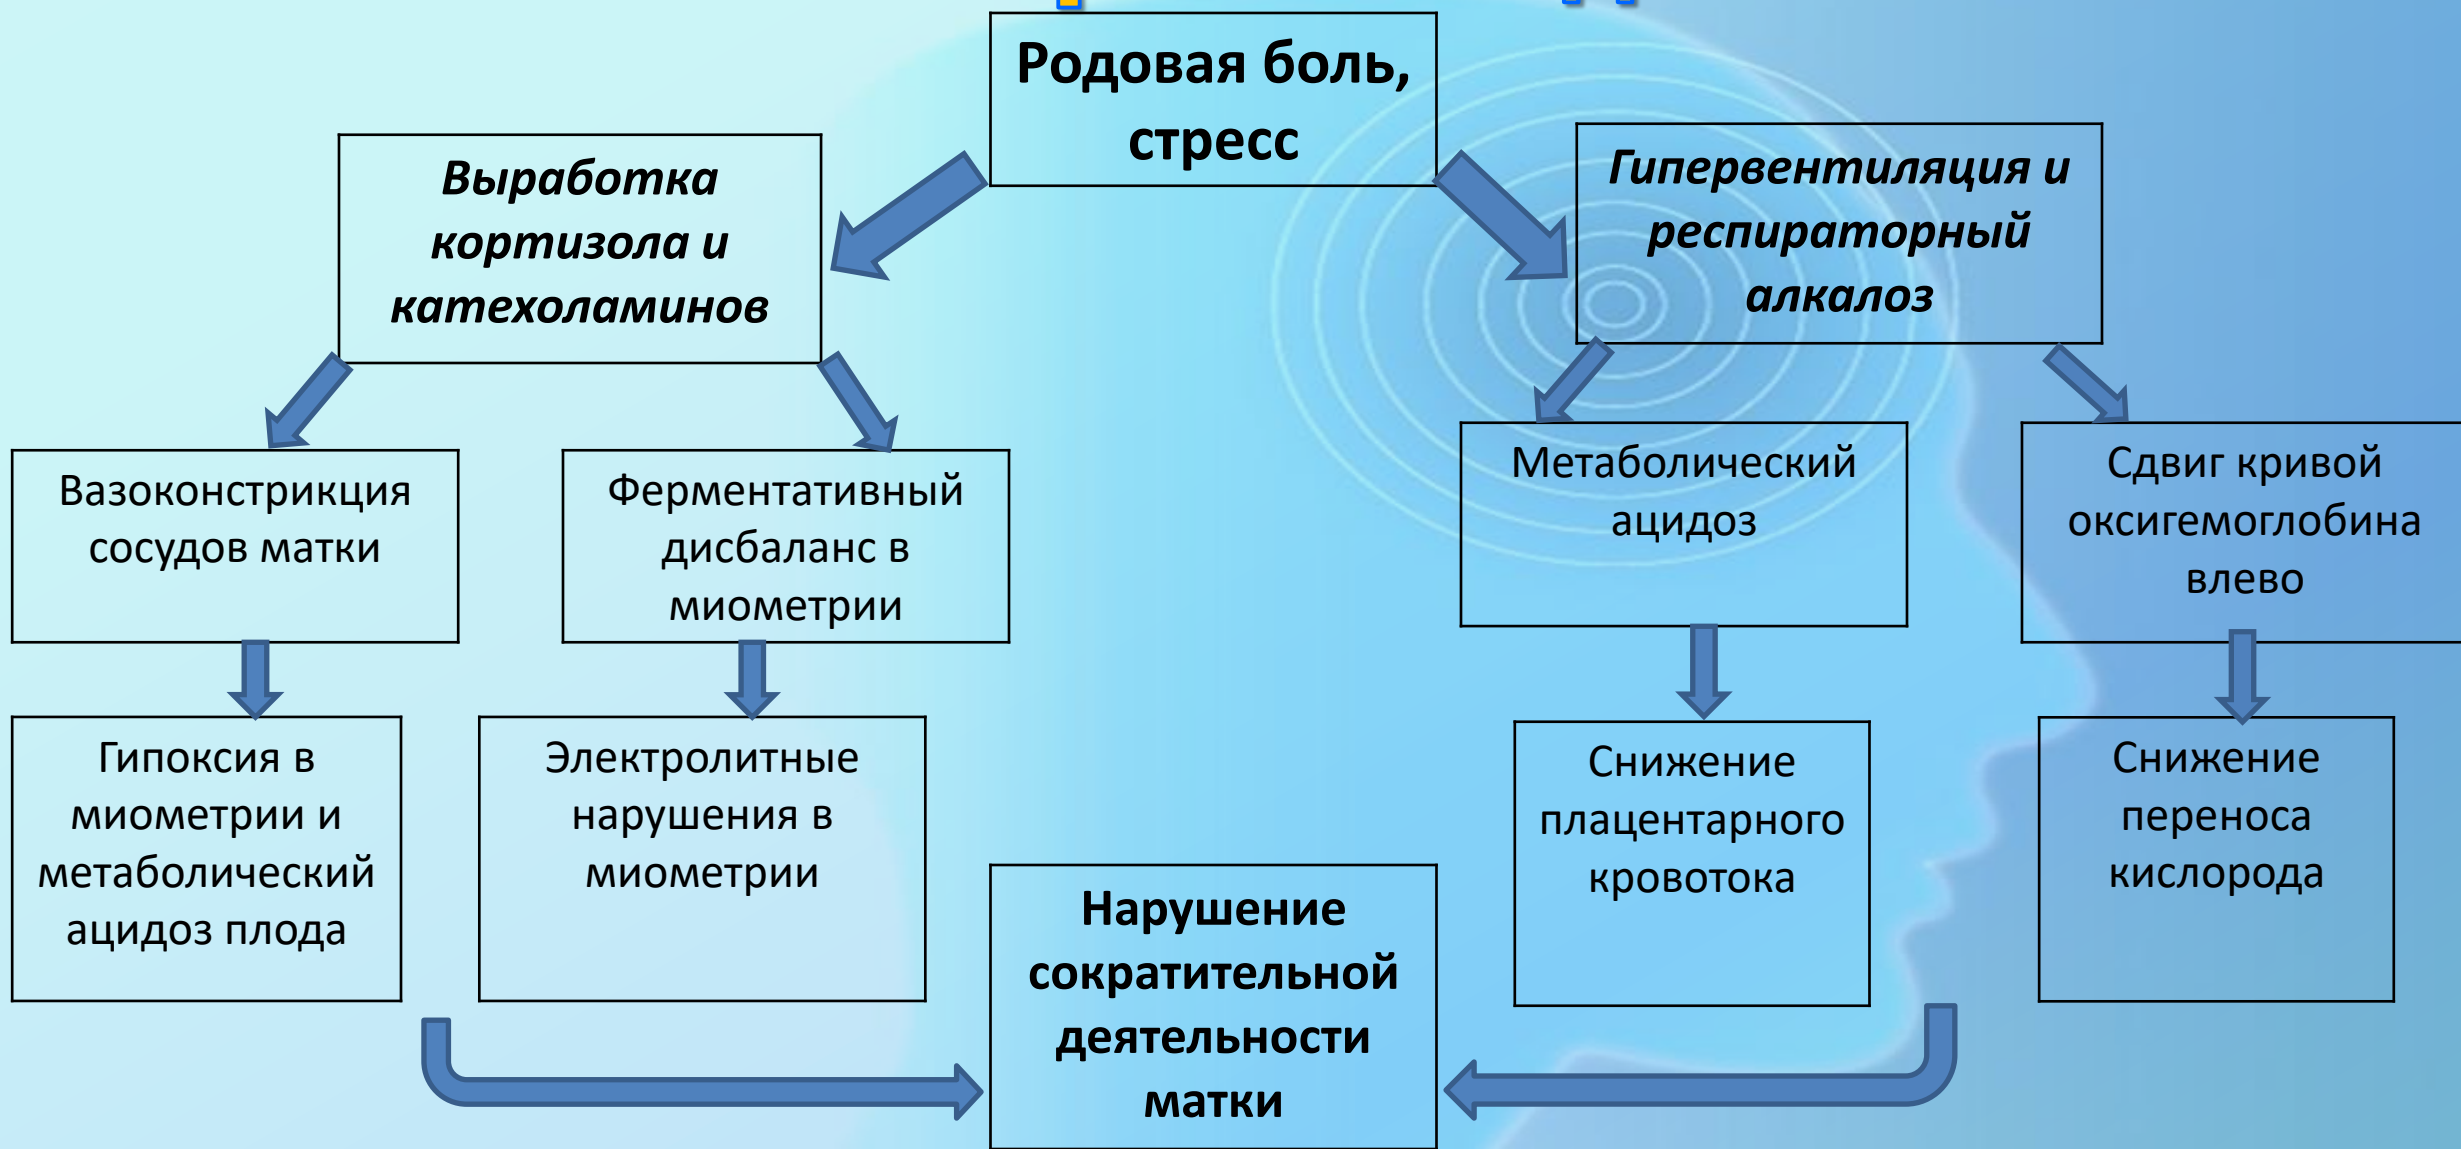 Родовая боль,
стресс
Выработка
кортизола и
катехоламинов
Гипервентиляция и
респираторный
алкалоз
Вазоконстрикция
сосудов матки
Ферментативный
дисбаланс в
миометрии
Метаболический
ацидоз
Сдвиг кривой
оксигемоглобина
влево
Гипоксия в
миометрии и
метаболический
ацидоз плода
Электролитные
нарушения в
миометрии
Снижение
плацентарного
кровотока
Снижение
переноса
кислорода
Нарушение
сократительной
деятельности
матки